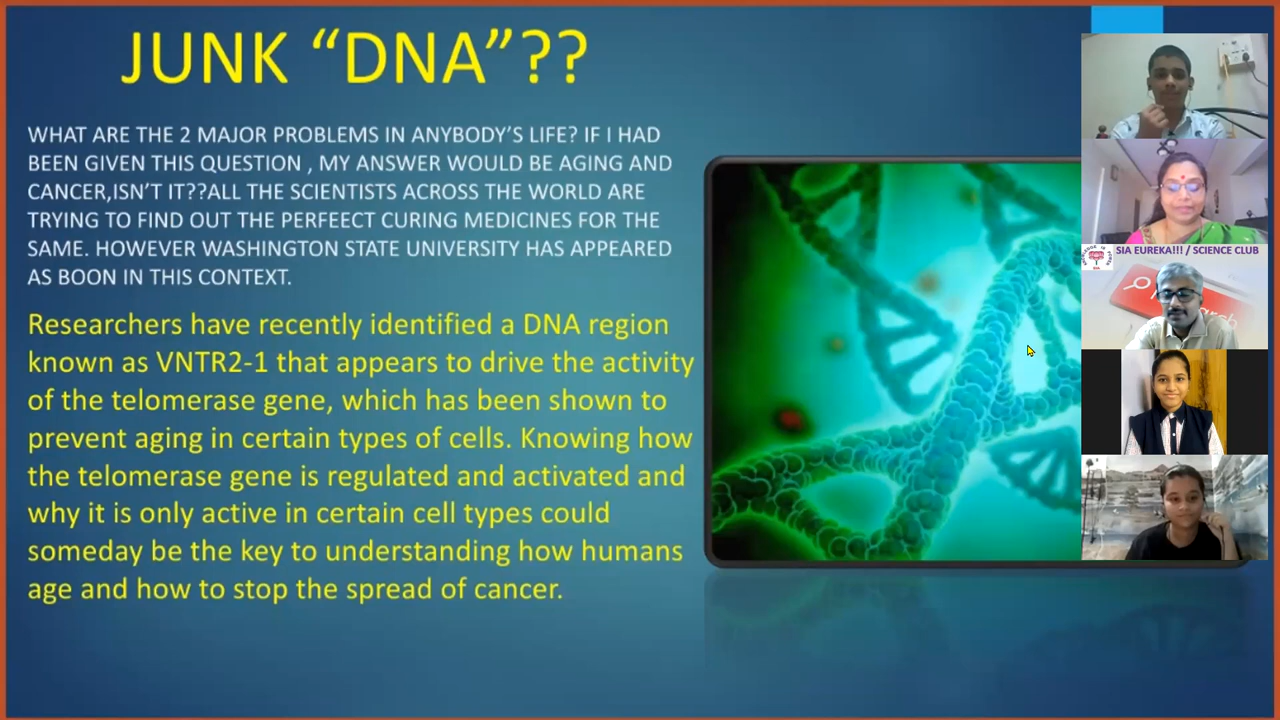 JUNK “DNA”??
WHAT ARE THE 2 MAJOR PROBLEMS IN ANYBODY’S LIFE? IF I HAD
BEEN GIVEN THIS QUESTION , MY ANSWER WOULD BE AGING AND
CANCER,ISN’T IT??ALL THE SCIENTISTS ACROSS THE WORLD ARE
TRYING TO FIND OUT THE PERFEECT CURING MEDICINES FOR THE
SAME. HOWEVER WASHINGTON STATE UNIVERSITY HAS APPEARED
AS BOON IN THIS CONTEXT.
Researchers have recently identified a DNA region
known as VNTR2-1 that appears to drive the activity
of the telomerase gene, which has been shown to
prevent aging in certain types of cells. Knowing how
the telomerase gene is regulated and activated and
why it is only active in certain cell types could
someday be the key to understanding how humans
age and how to stop the spread of cancer.
SIA EUREKA!!! / SCIENCE CLUB